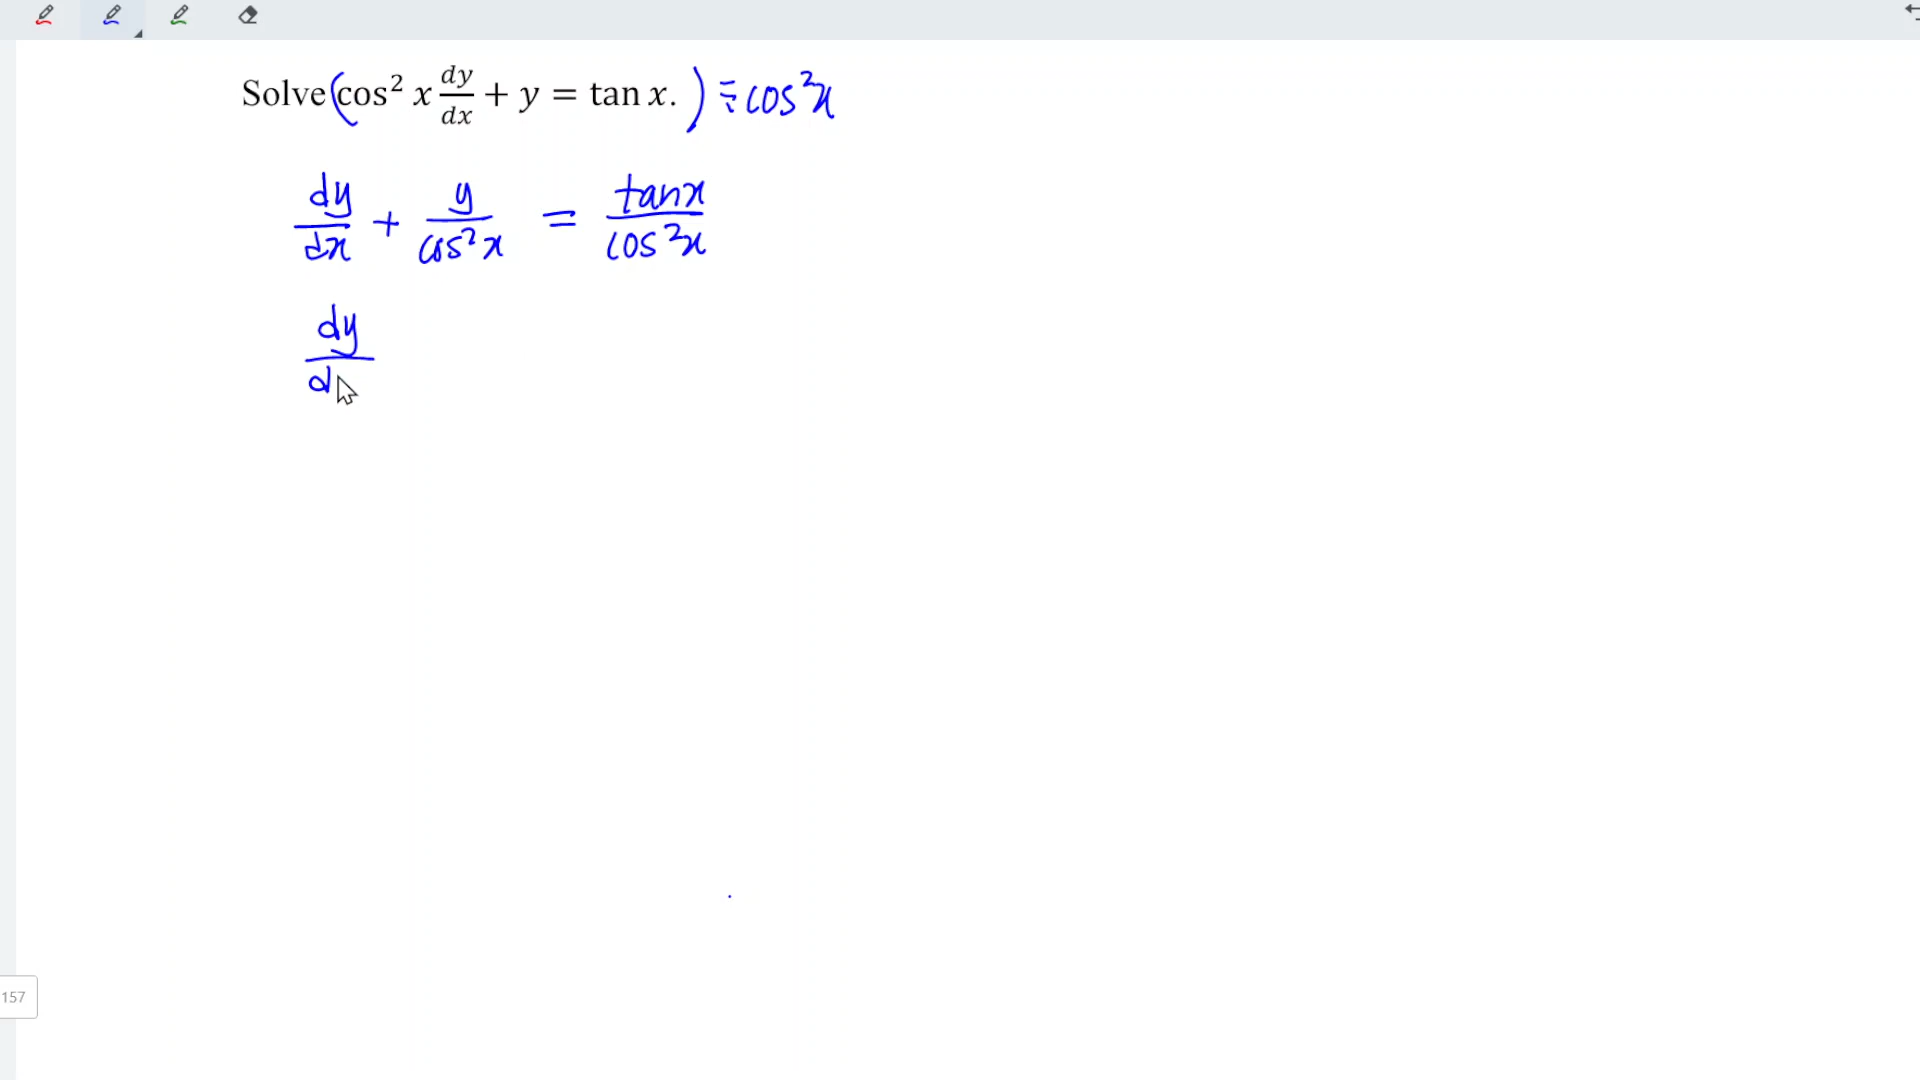 Solve (cos² x dy/dx + y = tan x. ) ÷ cos²x
dy/dx + y/cos²x = tanx/cos²x
dy/d
157